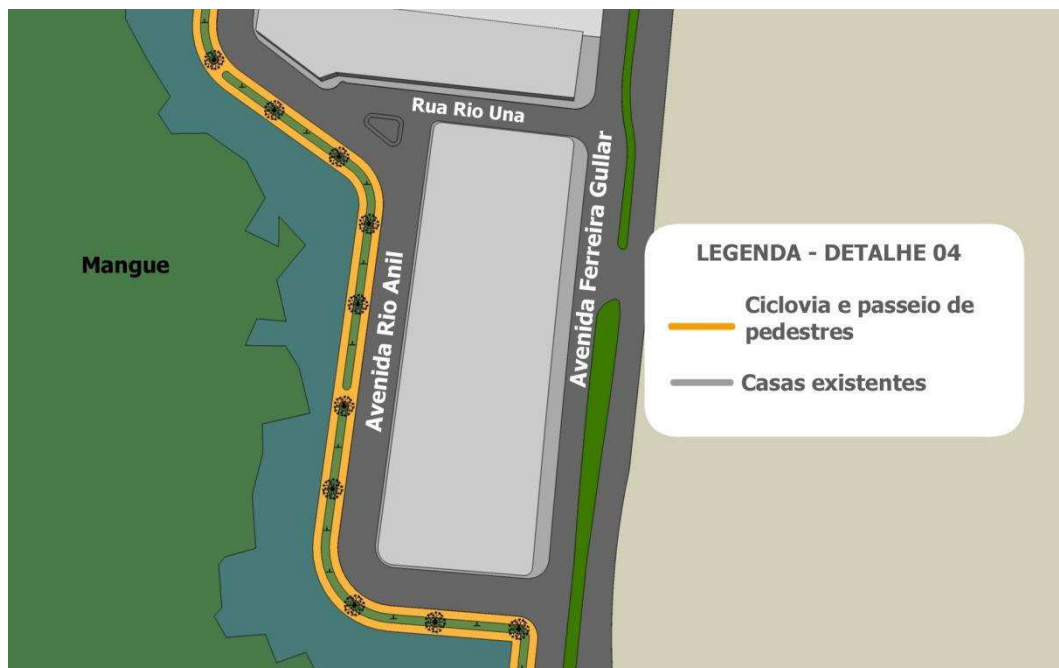 Rua Rio Una
Mangue
Avenida Rio Anil
Avenida Ferreira Gullar
LEGENDA - DETALHE 04
Ciclovia e passeio de
pedestres
Casas existentes